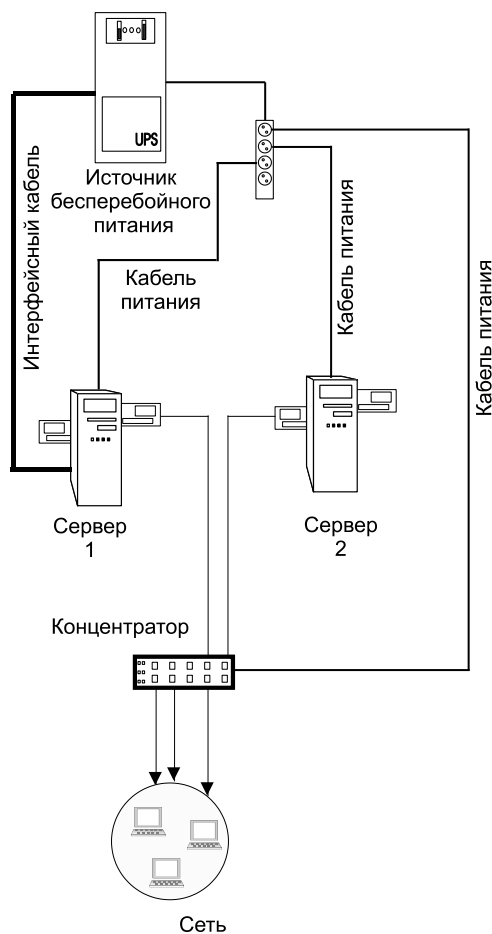 UPS
Источник
бесперебойного
питания
Интерфейсный кабель
Кабель
питания
Кабель питания
Кабель питания
Сервер
1
Сервер
2
Концентратор
Сеть